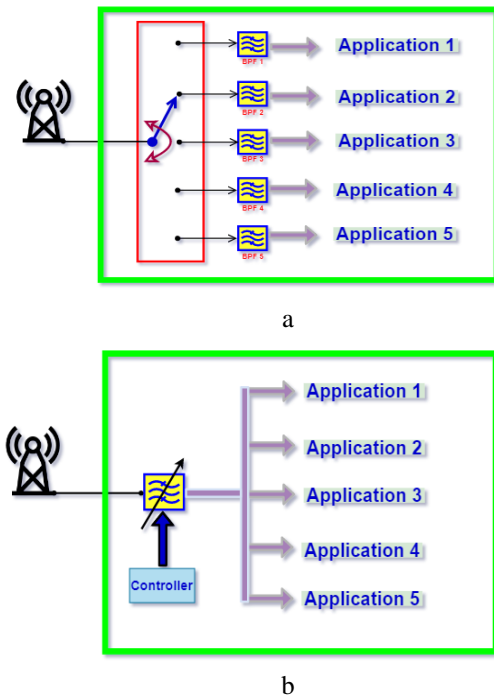 Application 1
BPF 1
Application 2
BPF 2
Application 3
BPF 3
Application 4
BPF 4
Application 5
BPF 5
a
Application 1
Application 2
Application 3
Application 4
Controller
Application 5
b